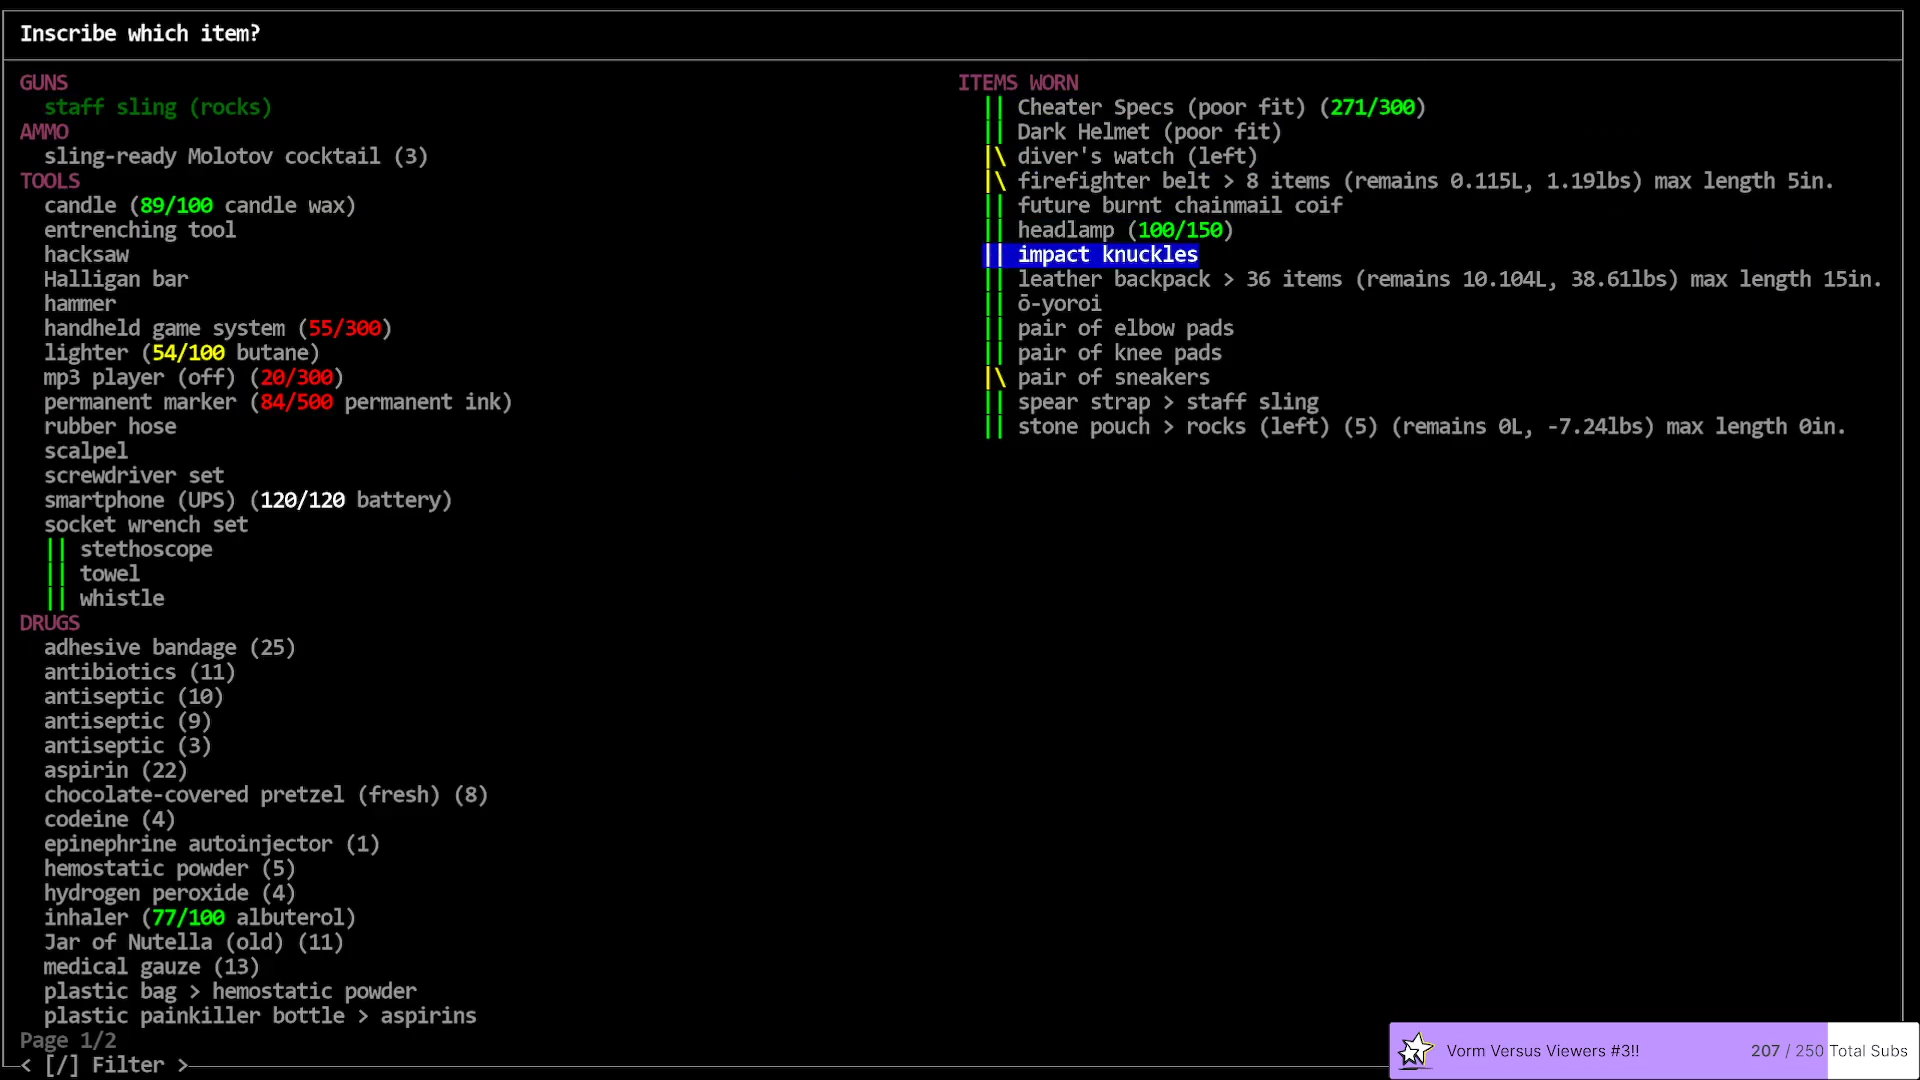 Inscribe which item?
GUNS
staff sling (rocks)
AMMO
sling-ready Molotov cocktail (3)
TOOLS
candle (89/100 candle wax)
entrenching tool
hacksaw
Halligan bar
hammer
handheld game system (55/300)
lighter (54/100 butane)
mp3 player (off) (20/300)
permanent marker (84/500 permanent ink)
rubber hose
scalpel
screwdriver set
smartphone (UPS) (120/120 battery)
socket wrench set
|| stethoscope
|| towel
|| whistle
DRUGS
adhesive bandage (25)
antibiotics (11)
antiseptic (10)
antiseptic (9)
antiseptic (3)
aspirin (22)
chocolate-covered pretzel (fresh) (8)
codeine (4)
epinephrine autoinjector (1)
hemostatic powder (5)
hydrogen peroxide (4)
inhaler (77/100 albuterol)
Jar of Nutella (old) (11)
medical gauze (13)
plastic bag > hemostatic powder
plastic painkiller bottle > aspirins
Page 1/2
< [/] Filter >
ITEMS WORN
|| Cheater Specs (poor fit) (271/300)
|| Dark Helmet (poor fit)
|\ diver's watch (left)
|\ firefighter belt > 8 items (remains 0.115L, 1.19lbs) max length 5in.
|| future burnt chainmail coif
|| headlamp (100/150)
|| impact knuckles
|| leather backpack > 36 items (remains 10.104L, 38.61lbs) max length 15in.
|| ō-yoroi
|| pair of elbow pads
|| pair of knee pads
|\ pair of sneakers
|| spear strap > staff sling
|| stone pouch > rocks (left) (5) (remains 0L, -7.24lbs) max length 0in.
Vorm Versus Viewers #3!! 207 / 250 Total Subs